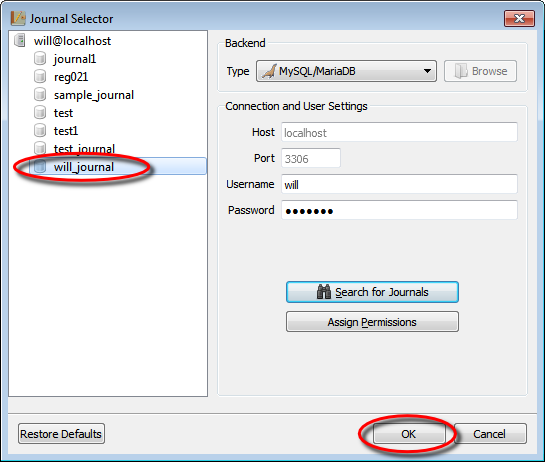 Journal Selector
will@localhost
journal1
reg021
sample_journal
test
test1
test_journal
will_journal
Backend
Type MySQL/MariaDB Browse
Connection and User Settings
Host localhost
Port 3306
Username will
Password ●●●●●●●
Search for Journals
Assign Permissions
Restore Defaults OK Cancel